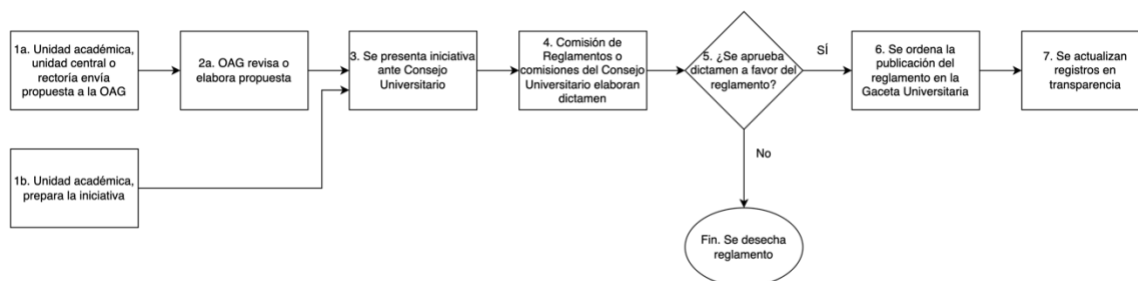 1a. Unidad académica,
unidad central o
rectoría envía
propuesta a la OAG
2a. OAG revisa o
elabora propuesta
3. Se presenta iniciativa
ante Consejo
Universitario
4. Comisión de
Reglamentos o
comisiones del Consejo
Universitario elaboran
dictamen
5. ¿Se aprueba
dictamen a favor del
reglamento?
SÍ
6. Se ordena la
publicación del
reglamento en la
Gaceta Universitaria
7. Se actualizan
registros en
transparencia
1b. Unidad académica,
prepara la iniciativa
No
Fin. Se desecha
reglamento